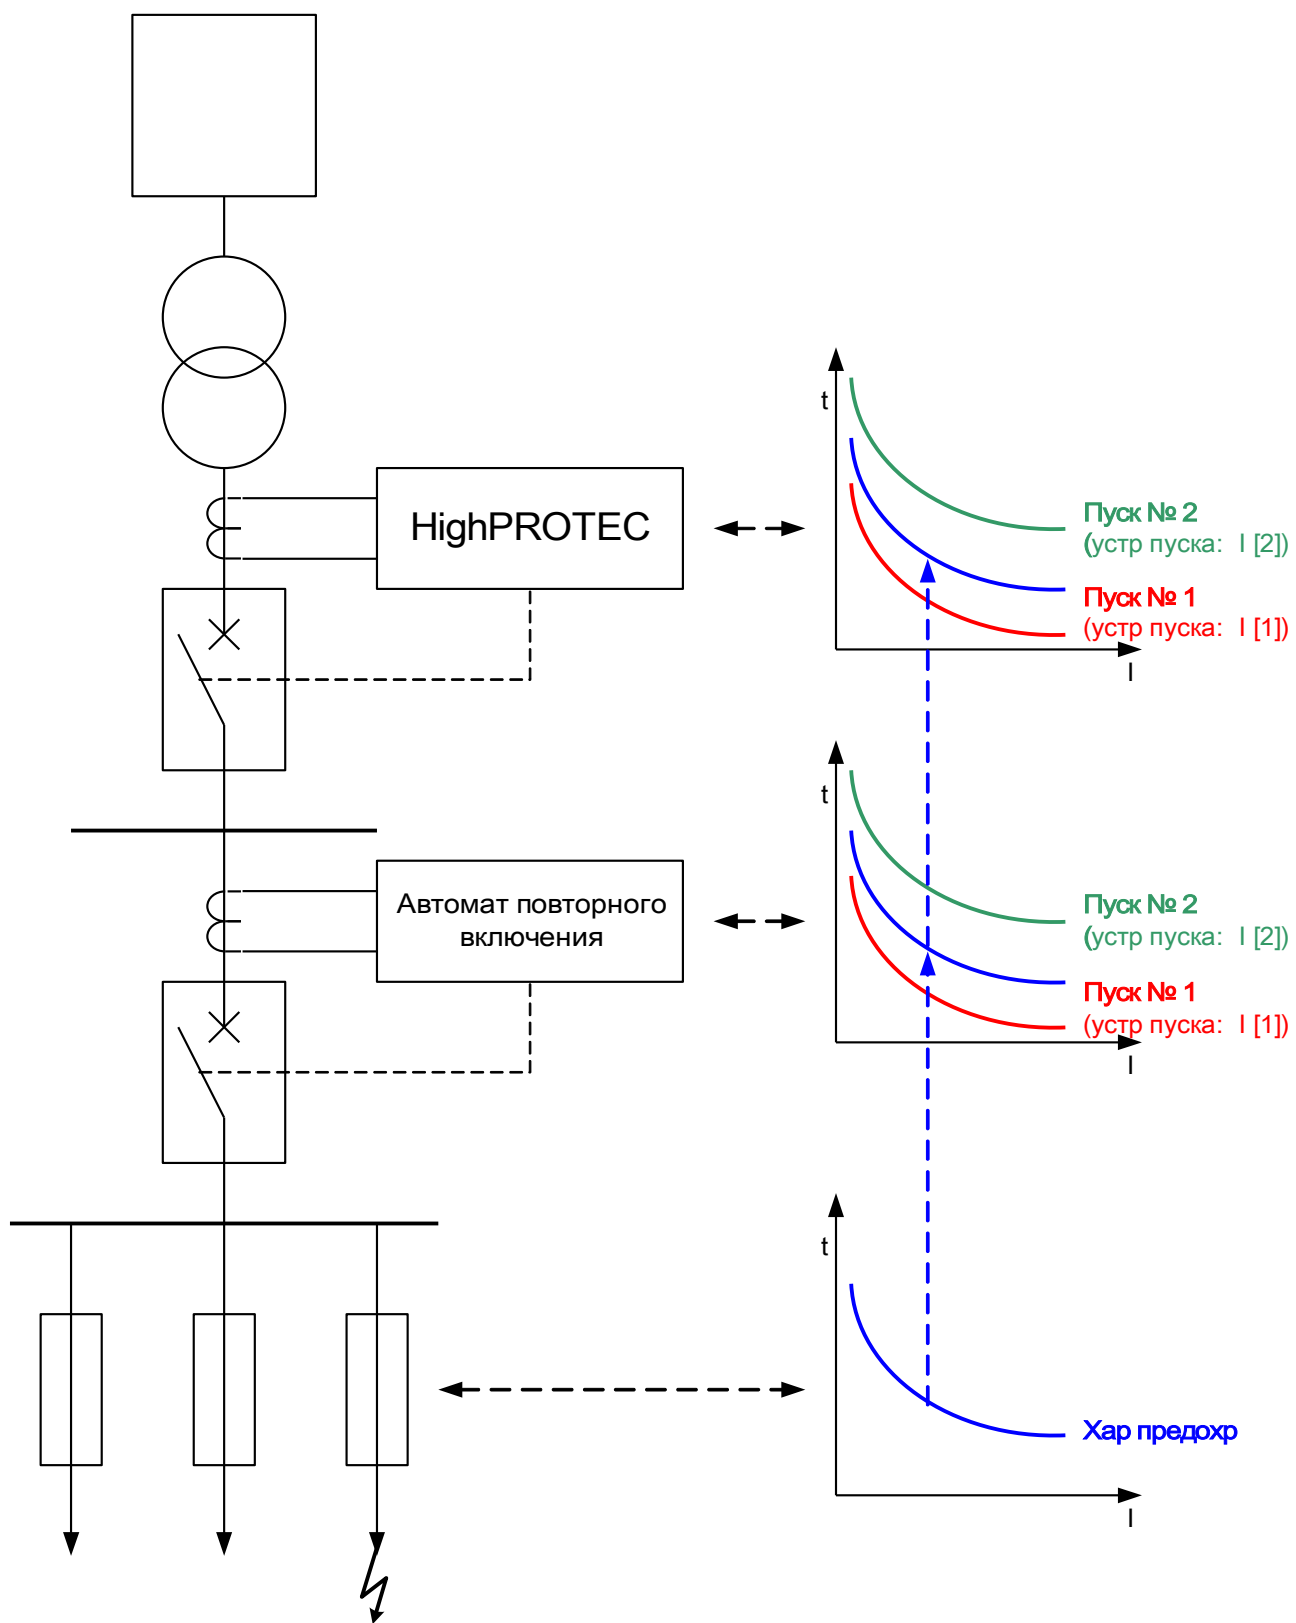 HighPROTEC
t
Пуск № 2
(устр пуска: I [2])
Пуск № 1
(устр пуска: I [1])
I
Автомат повторного
включения
t
Пуск № 2
(устр пуска: I [2])
Пуск № 1
(устр пуска: I [1])
I
t
Хар предохр
I